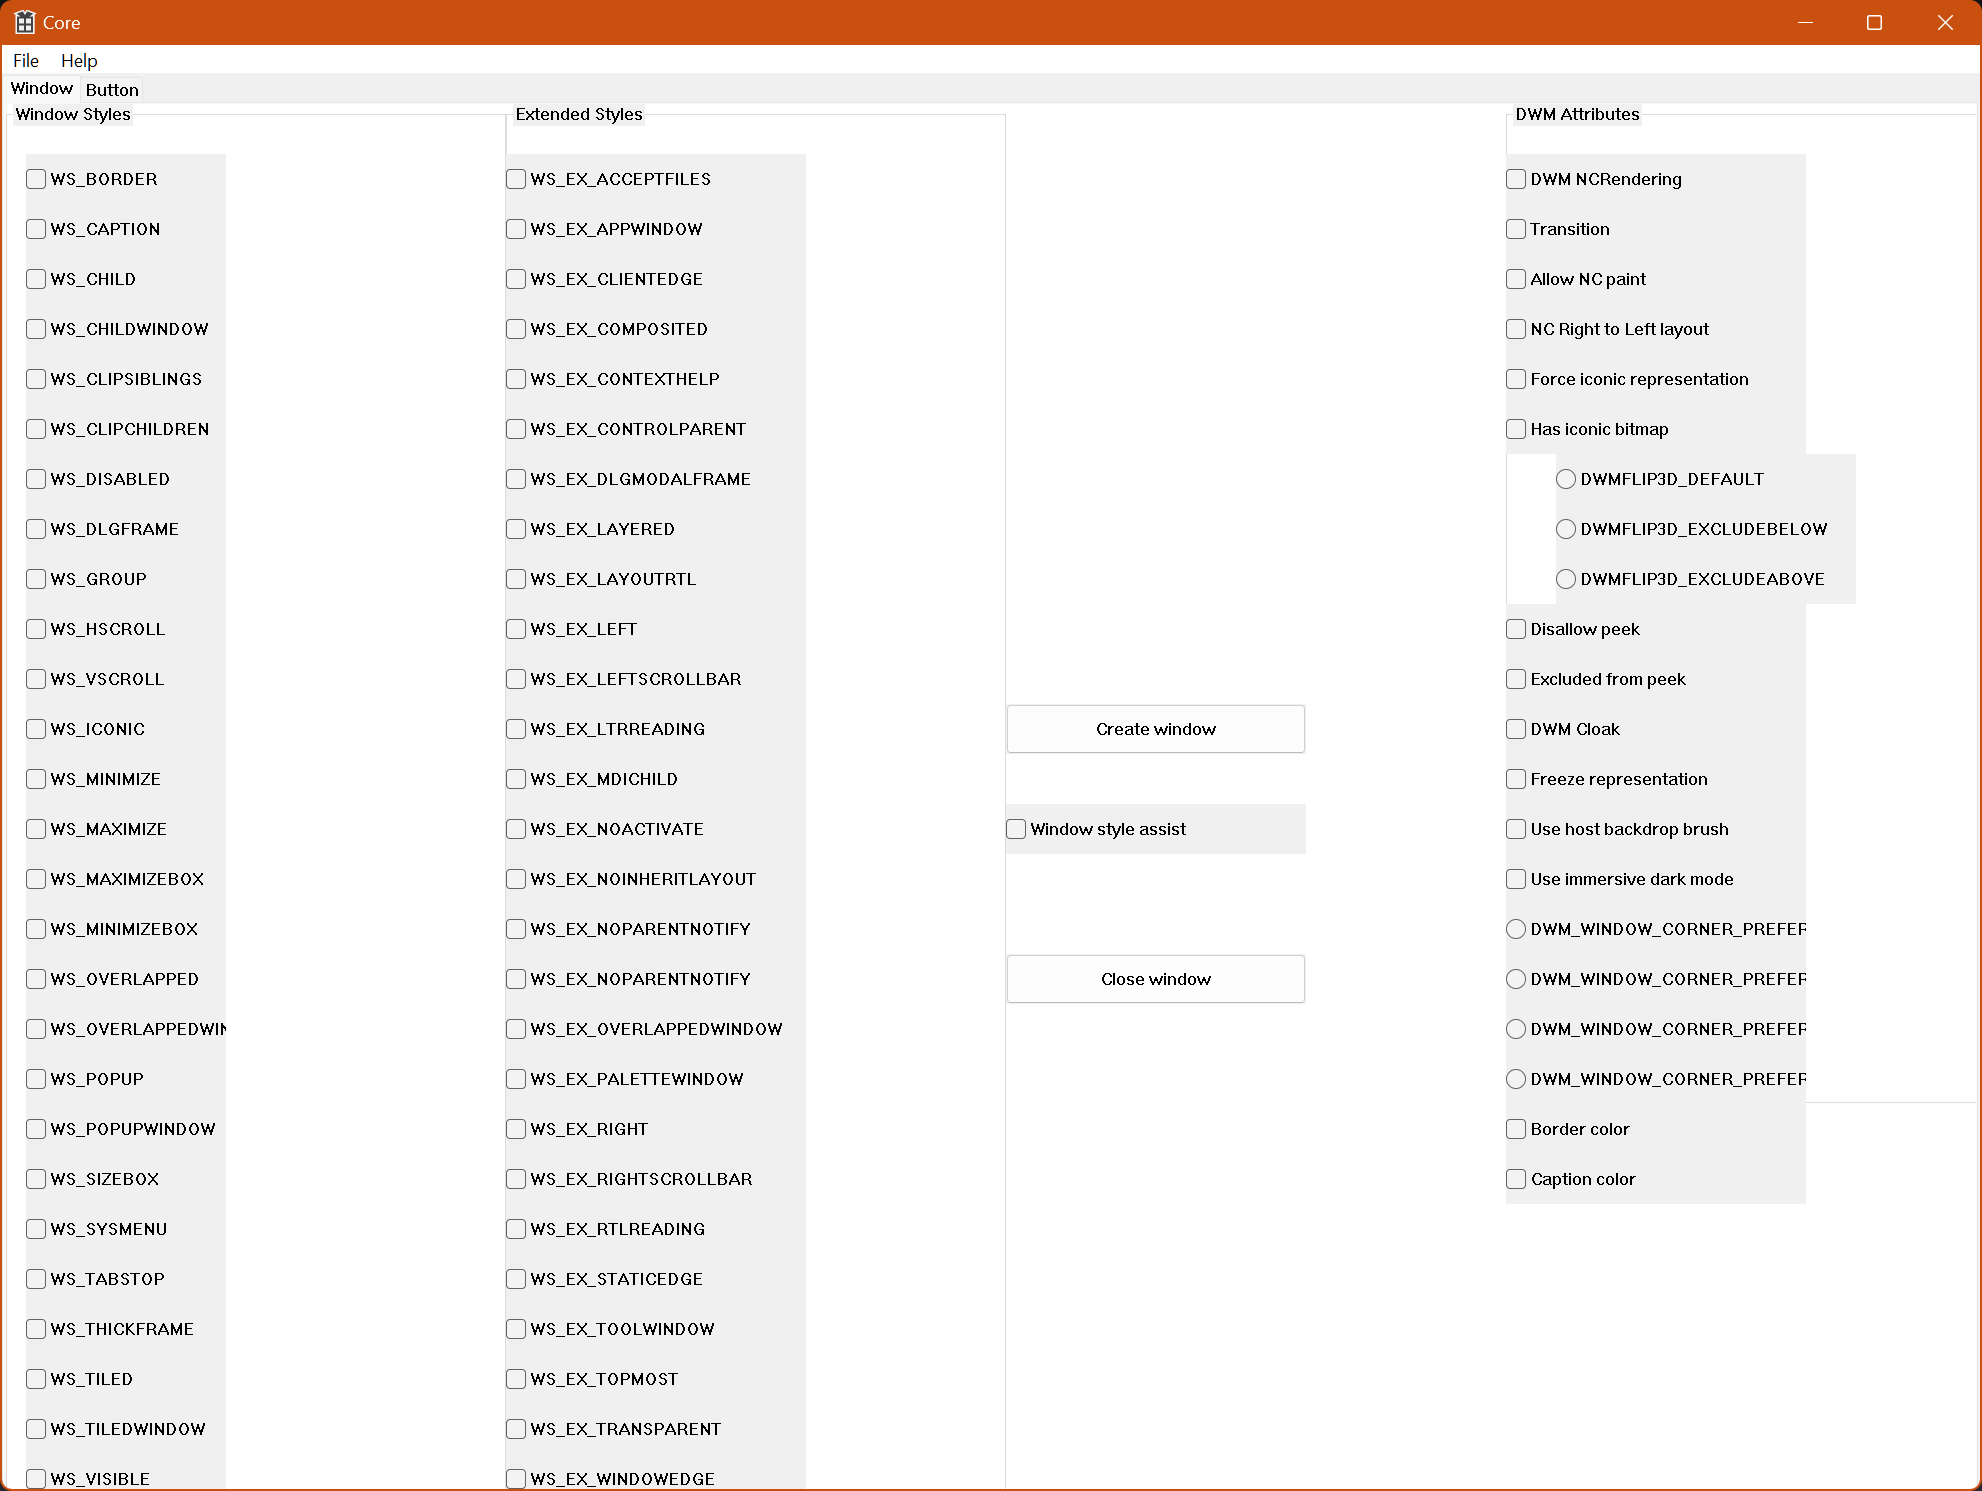 Core
File Help
Window Button
Window Styles
WS_BORDER
WS_CAPTION
WS_CHILD
WS_CHILDWINDOW
WS_CLIPSIBLINGS
WS_CLIPCHILDREN
WS_DISABLED
WS_DLGFRAME
WS_GROUP
WS_HSCROLL
WS_VSCROLL
WS_ICONIC
WS_MINIMIZE
WS_MAXIMIZE
WS_MAXIMIZEBOX
WS_MINIMIZEBOX
WS_OVERLAPPED
WS_OVERLAPPEDWIN
WS_POPUP
WS_POPUPWINDOW
WS_SIZEBOX
WS_SYSMENU
WS_TABSTOP
WS_THICKFRAME
WS_TILED
WS_TILEDWINDOW
WS_VISIBLE
Extended Styles
WS_EX_ACCEPTFILES
WS_EX_APPWINDOW
WS_EX_CLIENTEDGE
WS_EX_COMPOSITED
WS_EX_CONTEXTHELP
WS_EX_CONTROLPARENT
WS_EX_DLGMODALFRAME
WS_EX_LAYERED
WS_EX_LAYOUTRTL
WS_EX_LEFT
WS_EX_LEFTSCROLLBAR
WS_EX_LTRREADING
WS_EX_MDICHILD
WS_EX_NOACTIVATE
WS_EX_NOINHERITLAYOUT
WS_EX_NOPARENTNOTIFY
WS_EX_NOPARENTNOTIFY
WS_EX_OVERLAPPEDWINDOW
WS_EX_PALETTEWINDOW
WS_EX_RIGHT
WS_EX_RIGHTSCROLLBAR
WS_EX_RTLREADING
WS_EX_STATICEDGE
WS_EX_TOOLWINDOW
WS_EX_TOPMOST
WS_EX_TRANSPARENT
WS_EX_WINDOWEDGE
Create window
Window style assist
Close window
DWM Attributes
DWM NCRendering
Transition
Allow NC paint
NC Right to Left layout
Force iconic representation
Has iconic bitmap
DWMFLIP3D_DEFAULT
DWMFLIP3D_EXCLUDEBELOW
DWMFLIP3D_EXCLUDEABOVE
Disallow peek
Excluded from peek
DWM Cloak
Freeze representation
Use host backdrop brush
Use immersive dark mode
DWM_WINDOW_CORNER_PREFER
DWM_WINDOW_CORNER_PREFER
DWM_WINDOW_CORNER_PREFER
DWM_WINDOW_CORNER_PREFER
Border color
Caption color